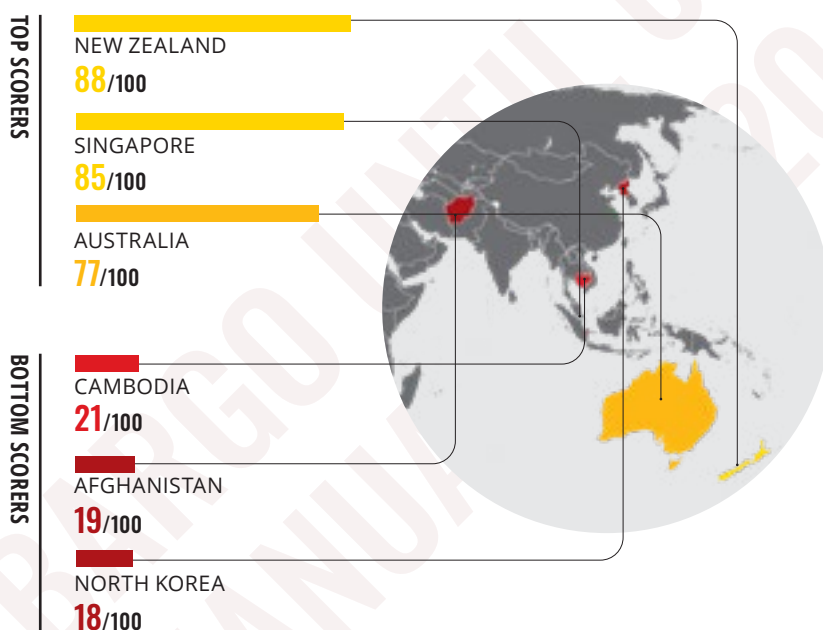 TOP SCORERS
NEW ZEALAND
88/100
SINGAPORE
85/100
AUSTRALIA
77/100
BOTTOM SCORERS
CAMBODIA
21/100
AFGHANISTAN
19/100
NORTH KOREA
18/100